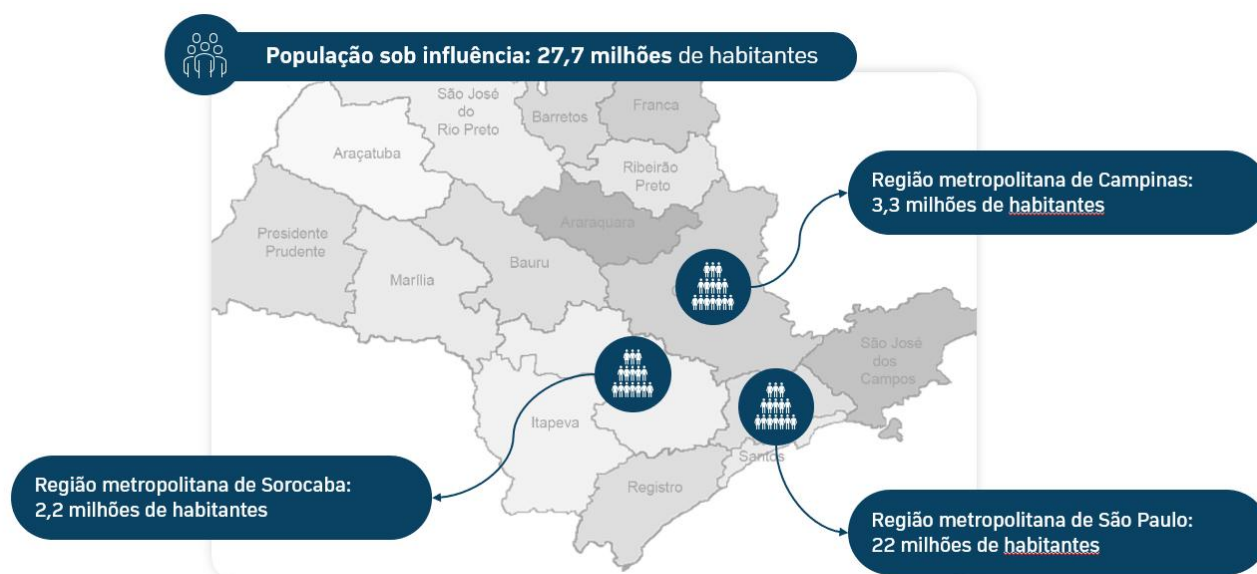 População sob influência: 27,7 milhões de habitantes
São José
do
Rio Preto
Barretos
Franca
Araçatuba
Ribeirão
Preto
Região metropolitana de Campinas:
3,3 milhões de habitantes
Araraquara
Presidente
Prudente
Bauru
Marília
São José
dos
Campos
Itapeva
Santos
Registro
Região metropolitana de Sorocaba:
2,2 milhões de habitantes
Região metropolitana de São Paulo:
22 milhões de habitantes